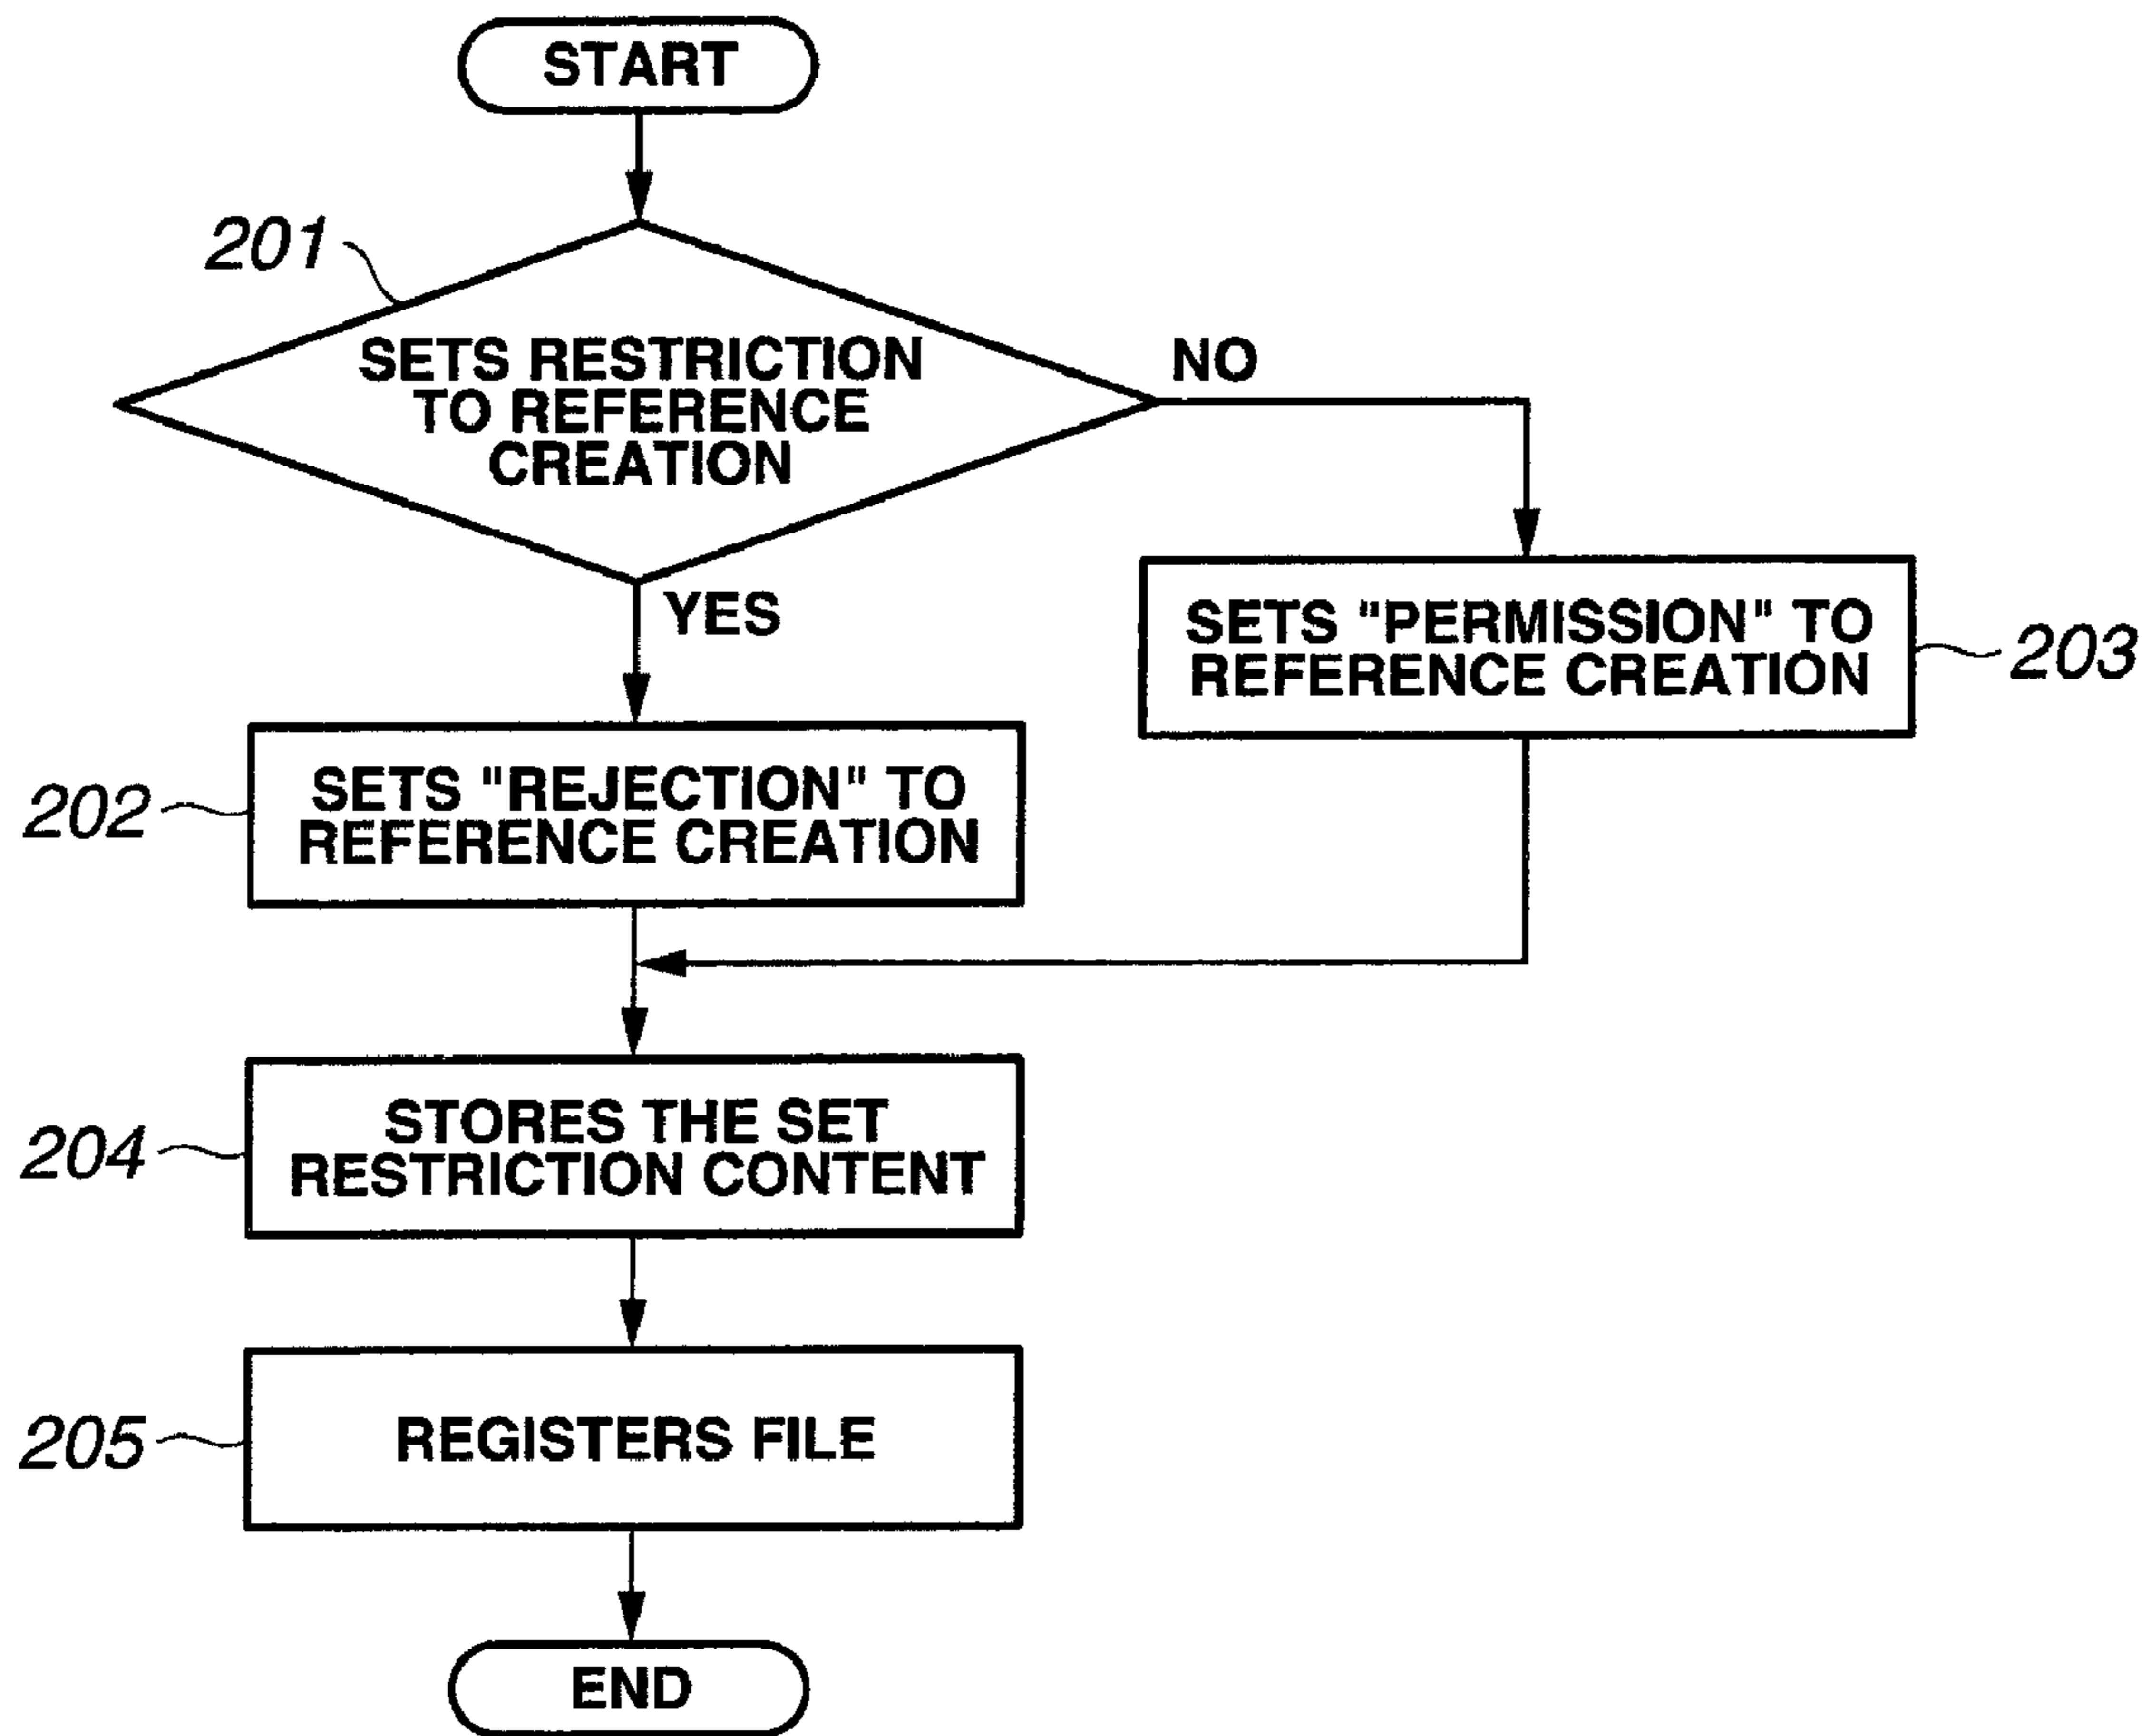 START
201
SETS RESTRICTION
TO REFERENCE
CREATION
NO
YES
SETS "PERMISSION" TO
REFERENCE CREATION
203
202
SETS "REJECTION" TO
REFERENCE CREATION
204
STORES THE SET
RESTRICTION CONTENT
205
REGISTERS FILE
END